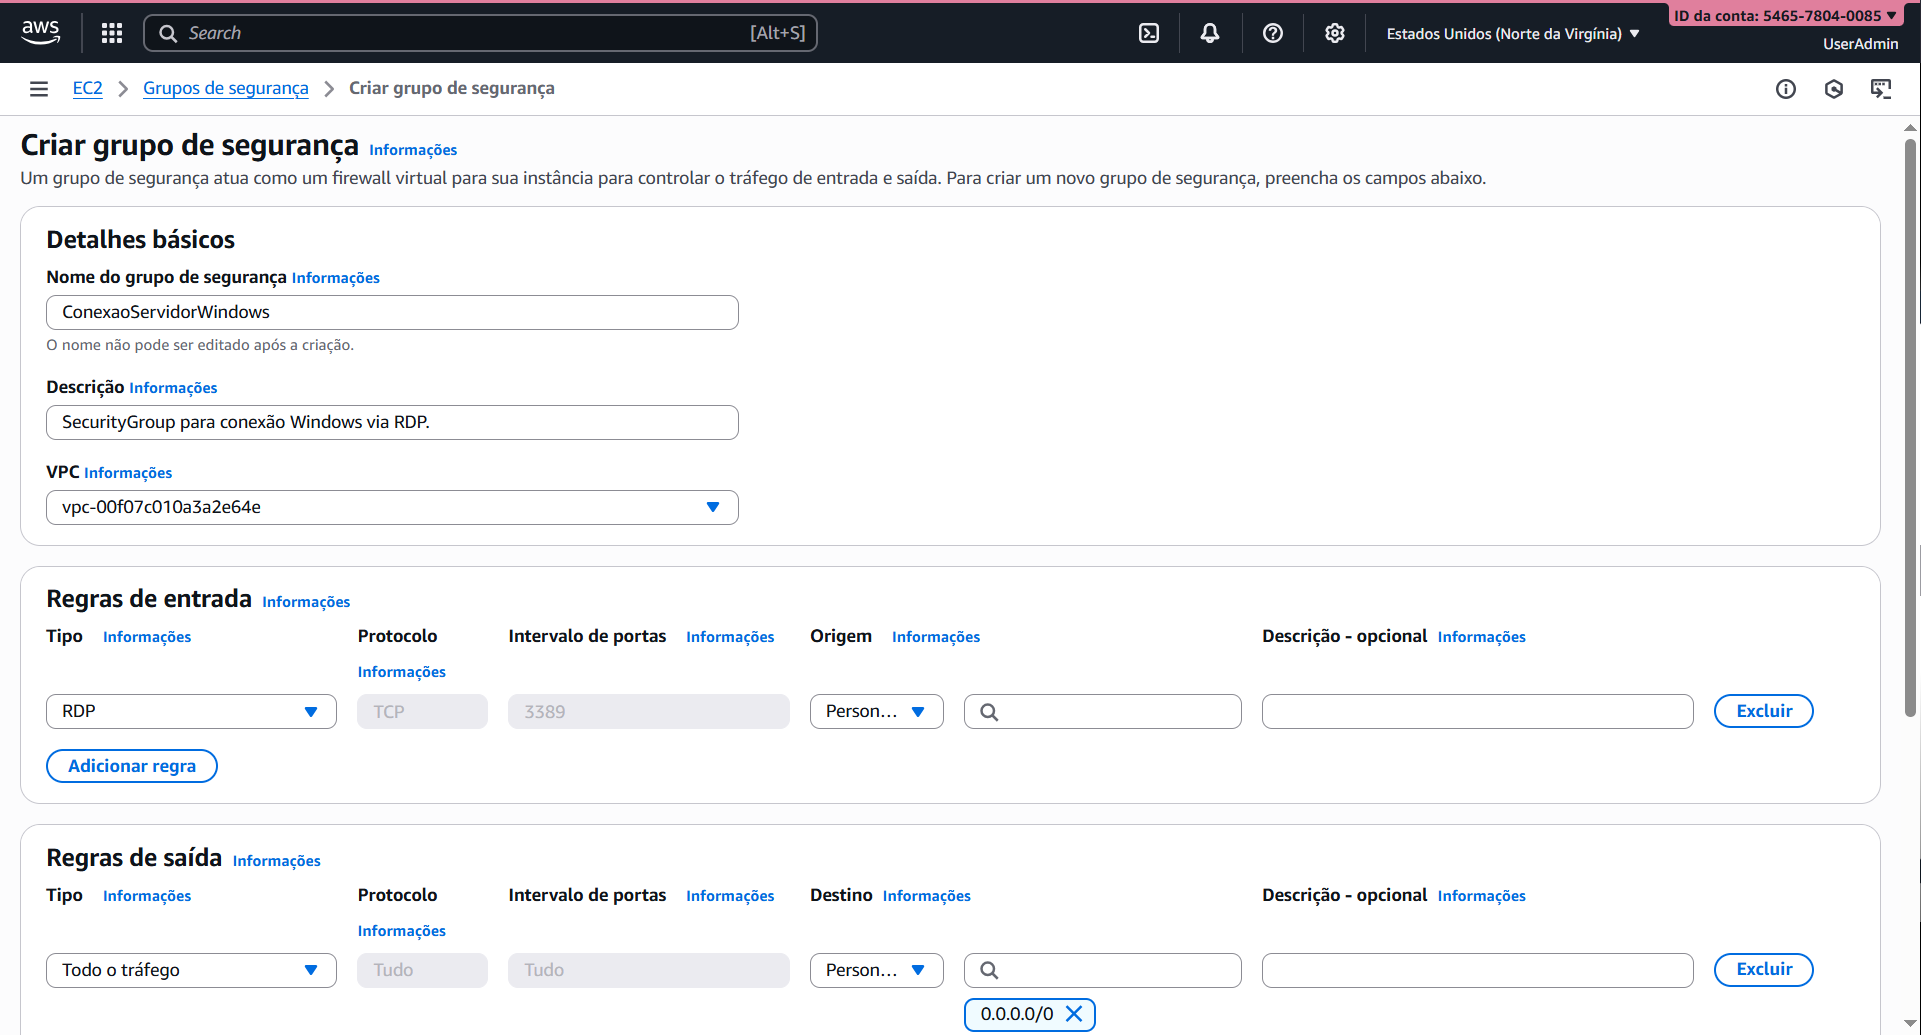 aws
Search [Alt+S]
Estados Unidos (Norte da Virgínia)
ID da conta: 5465-7804-0085
UserAdmin
EC2 Grupos de segurança Criar grupo de segurança
Criar grupo de segurança Informações
Um grupo de segurança atua como um firewall virtual para sua instância para controlar o tráfego de entrada e saída. Para criar um novo grupo de segurança, preencha os campos abaixo.
Detalhes básicos
Nome do grupo de segurança Informações
ConexaoServidorWindows
O nome não pode ser editado após a criação.
Descrição Informações
SecurityGroup para conexão Windows via RDP.
VPC Informações
vpc-00f07c010a3a2e64e
Regras de entrada Informações
Tipo Informações Protocolo Intervalo de portas Informações Origem Informações Descrição - opcional Informações
Informações
RDP TCP 3389 Person... Excluir
Adicionar regra
Regras de saída Informações
Tipo Informações Protocolo Intervalo de portas Informações Destino Informações Descrição - opcional Informações
Informações
Todo o tráfego Tudo Tudo Person... Excluir
0.0.0.0/0